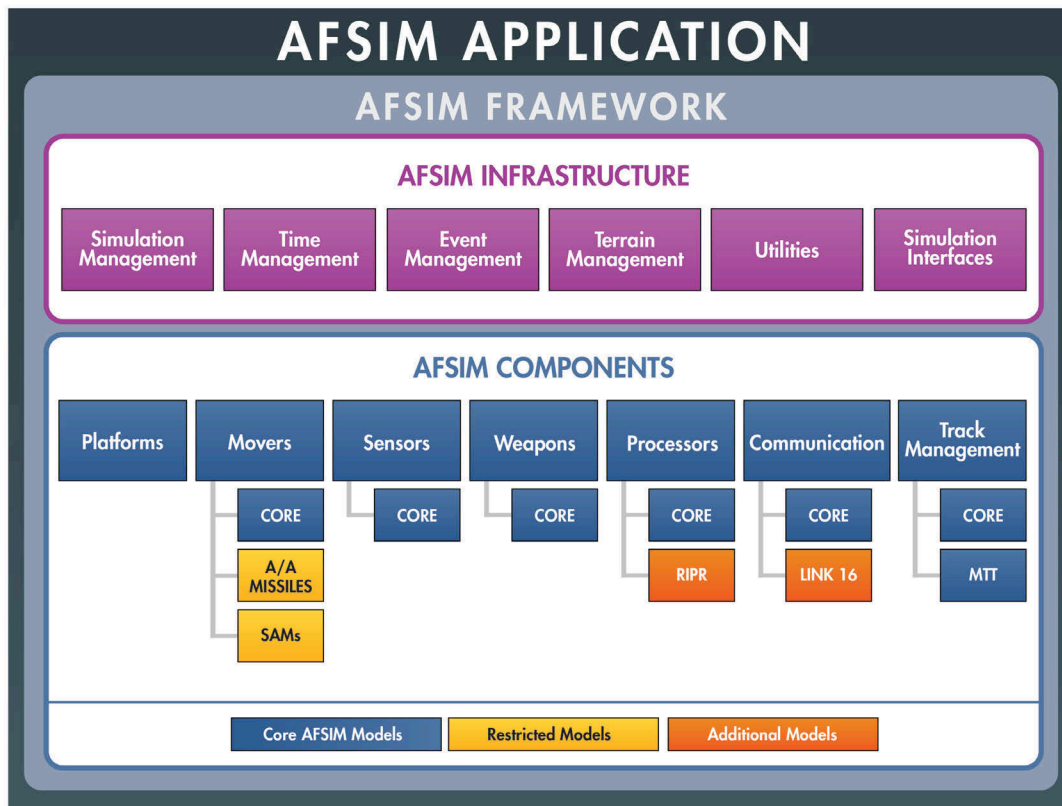 AFSIM APPLICATION
AFSIM FRAMEWORK
AFSIM INFRASTRUCTURE
Simulation
Management
Time
Management
Event
Management
Terrain
Management
Utilities
Simulation
Interfaces
AFSIM COMPONENTS
Platforms
Movers
Sensors
Weapons
Processors
Communication
Track
Management
CORE
CORE
CORE
CORE
CORE
CORE
A/A
MISSILES
RIPR
LINK 16
MTT
SAMs
Core AFSIM Models
Restricted Models
Additional Models